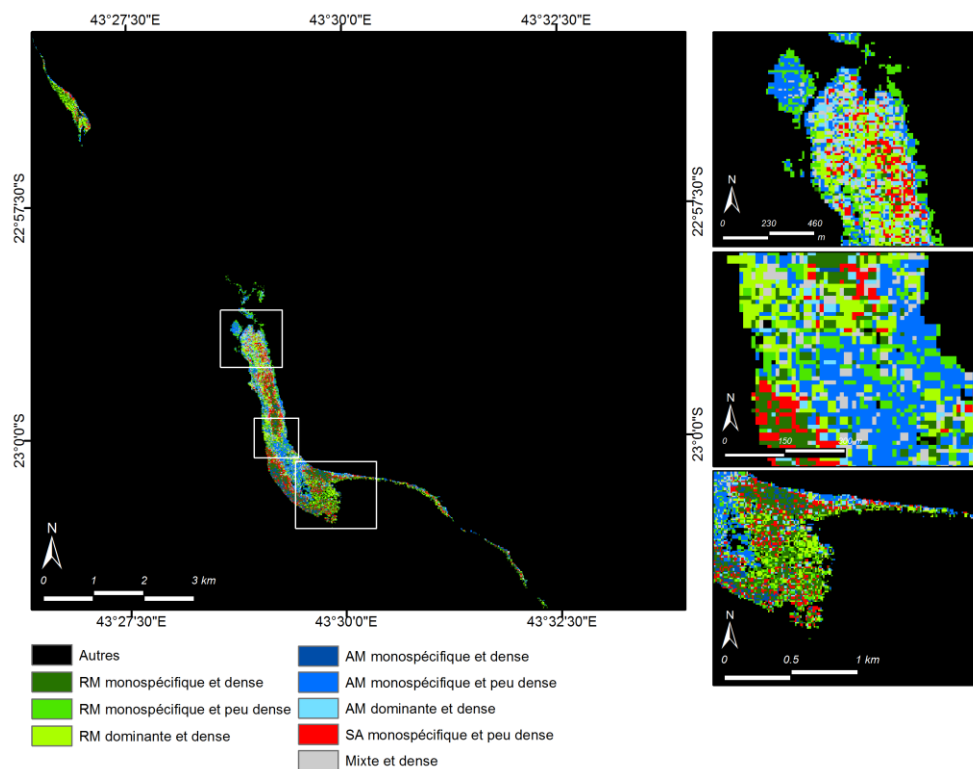 43°27'30"E 43°30'0"E 43°32'30"E
22°57'30"S
22°57'30"S
23°0'0"S
23°0'0"S
N
0 1 2 3 km
43°27'30"E 43°30'0"E 43°32'30"E
N
0 230 460
m
N
0 150
N
0 0.5 1 km
Autres
RM monospécifique et dense
RM monospécifique et peu dense
RM dominante et dense
AM monospécifique et dense
AM monospécifique et peu dense
AM dominante et dense
SA monospécifique et peu dense
Mixte et dense